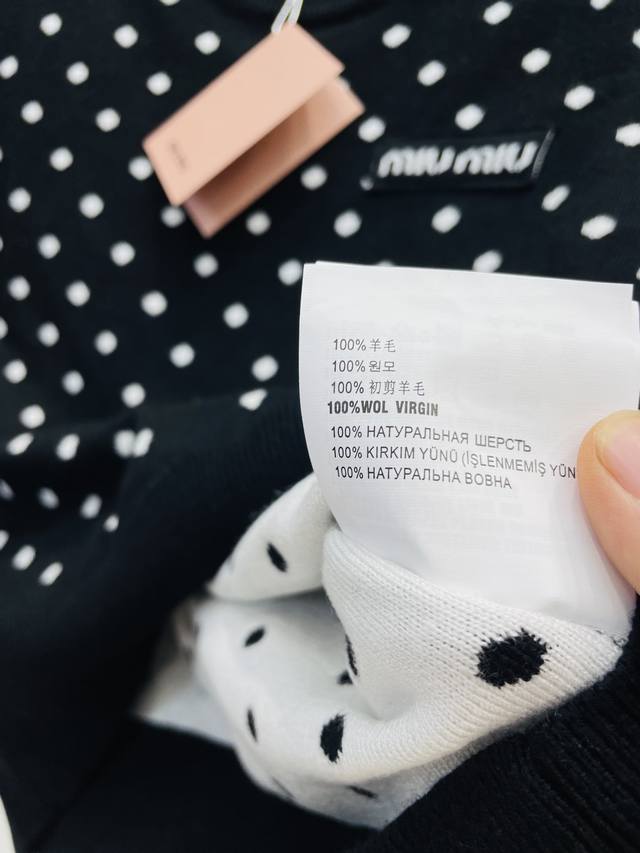 miu miu
100% 羊毛
100% 원모
100% 初剪羊毛
100%WOL VIRGIN
100% НАТУРАЛЬНАЯ ШЕРСТЬ
100% KIRKIM YÜNÜ (İŞLENMEMİŞ YÜN
100% НАТУРАЛЬНА ВОВНА